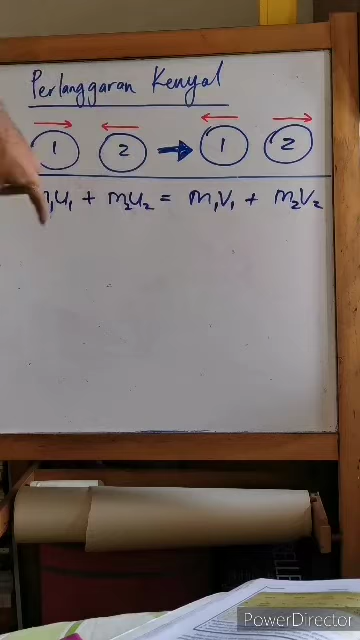 Perlanggaran Kenyal
1 2 1 2
m₁u₁ + m₂u₂ = m₁v₁ + m₂v₂
PowerDirector